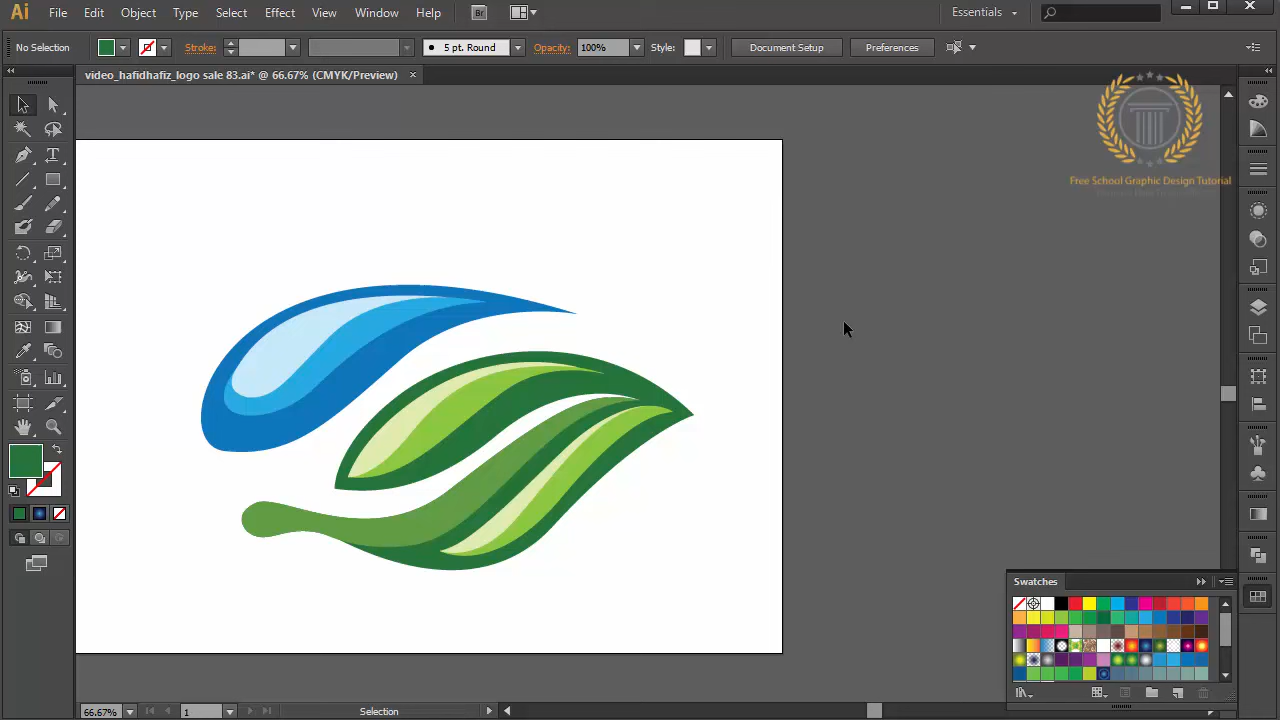 Ai File Edit Object Type Select Effect View Window Help Br Essentials
No Selection Stroke: 5 pt. Round Opacity: 100% Style: Document Setup Preferences
video_hafidhafiz_logo sale 83.ai* @ 66.67% (CMYK/Preview)
Free School Graphic Design Tutorial
Swatches
66.67% 1 Selection